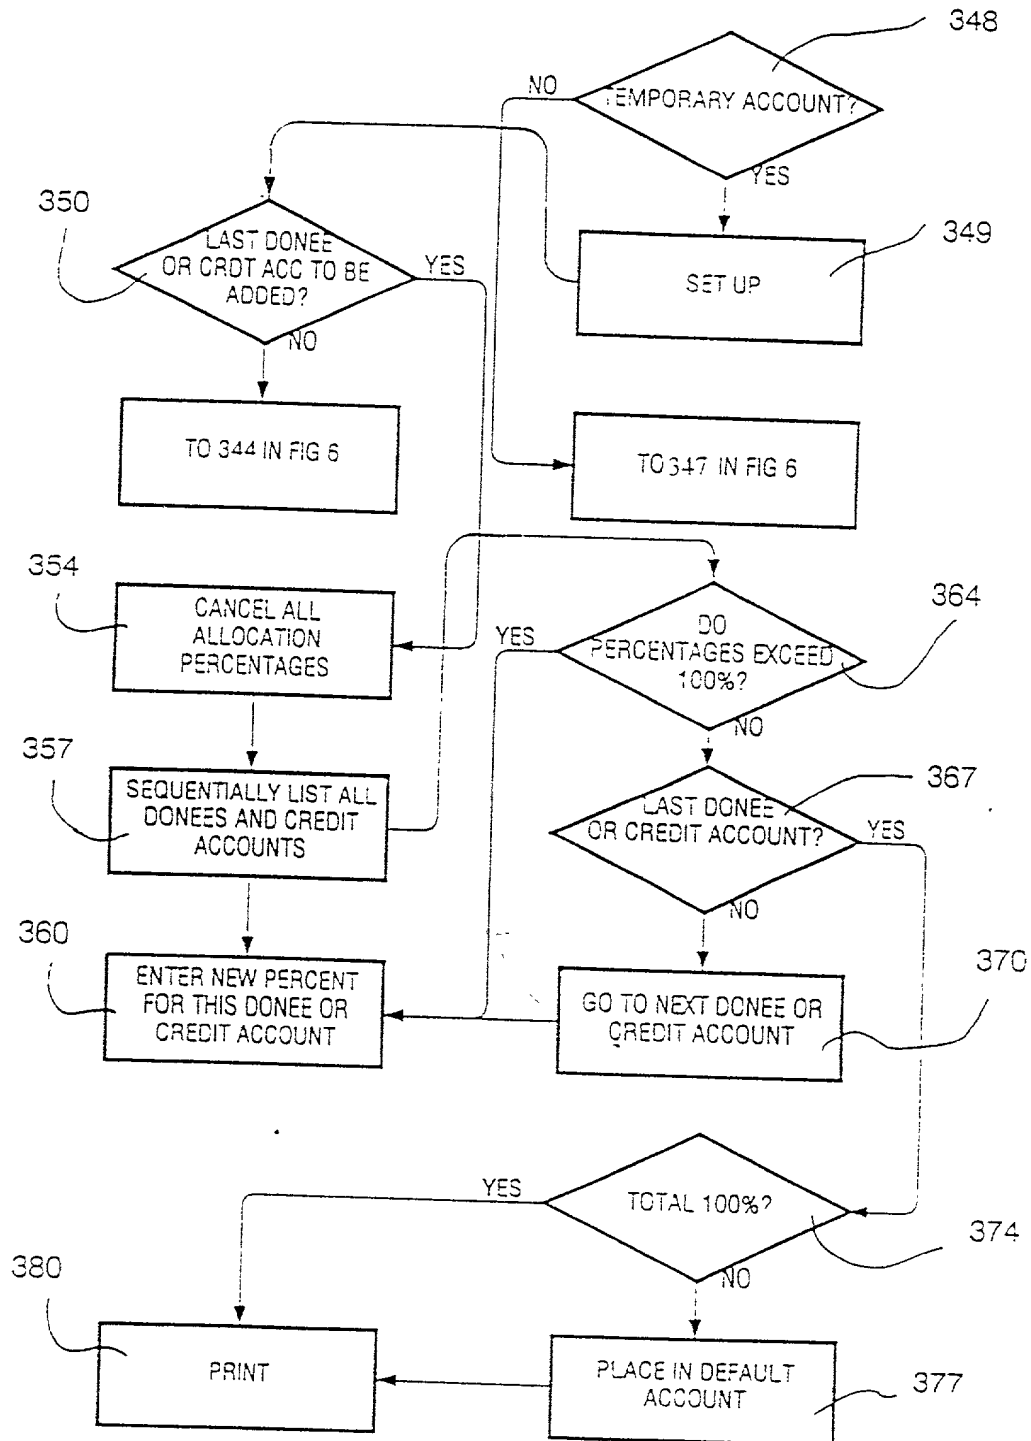 348
NO
TEMPORARY ACCOUNT?
YES
350
LAST DONEE
OR CRDT ACC TO BE
ADDED?
YES
NO
349
SET UP
TO 344 IN FIG 6
TO 347 IN FIG 6
354
CANCEL ALL
ALLOCATION
PERCENTAGES
364
YES
DO
PERCENTAGES EXCEED
100%?
NO
357
SEQUENTIALLY LIST ALL
DONEES AND CREDIT
ACCOUNTS
367
LAST DONEE
OR CREDIT ACCOUNT?
YES
NO
360
ENTER NEW PERCENT
FOR THIS DONEE OR
CREDIT ACCOUNT
370
GO TO NEXT DONEE OR
CREDIT ACCOUNT
YES
TOTAL 100%?
374
NO
380
PRINT
PLACE IN DEFAULT
ACCOUNT
377